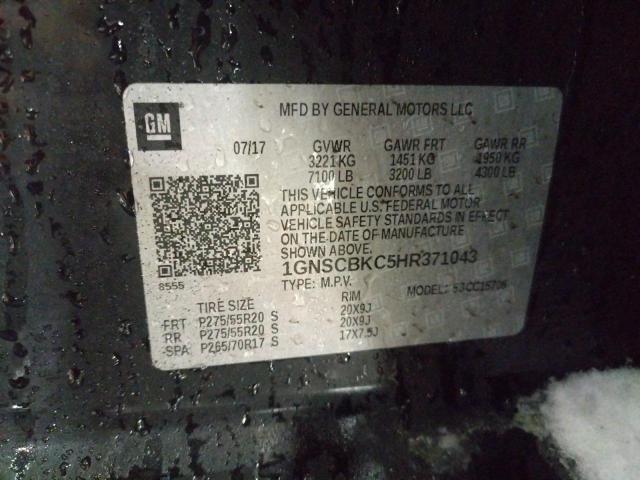 GM
MFD BY GENERAL MOTORS LLC
07/17 GVWR GAWR FRT GAWR RR
3221 KG 1451 KG 1950 KG
7100 LB 3200 LB 4300 LB
THIS VEHICLE CONFORMS TO ALL
APPLICABLE U.S. FEDERAL MOTOR
VEHICLE SAFETY STANDARDS IN EFFECT
ON THE DATE OF MANUFACTURE
SHOWN ABOVE.
8555
1GNSCBKC5HR371043
TYPE: M.P.V. MODEL:
TIRE SIZE RIM
FRT P275/55R20 S 20X9J
RR P275/55R20 S 20X9J
SPA P265/70R17 S 17X7.5J